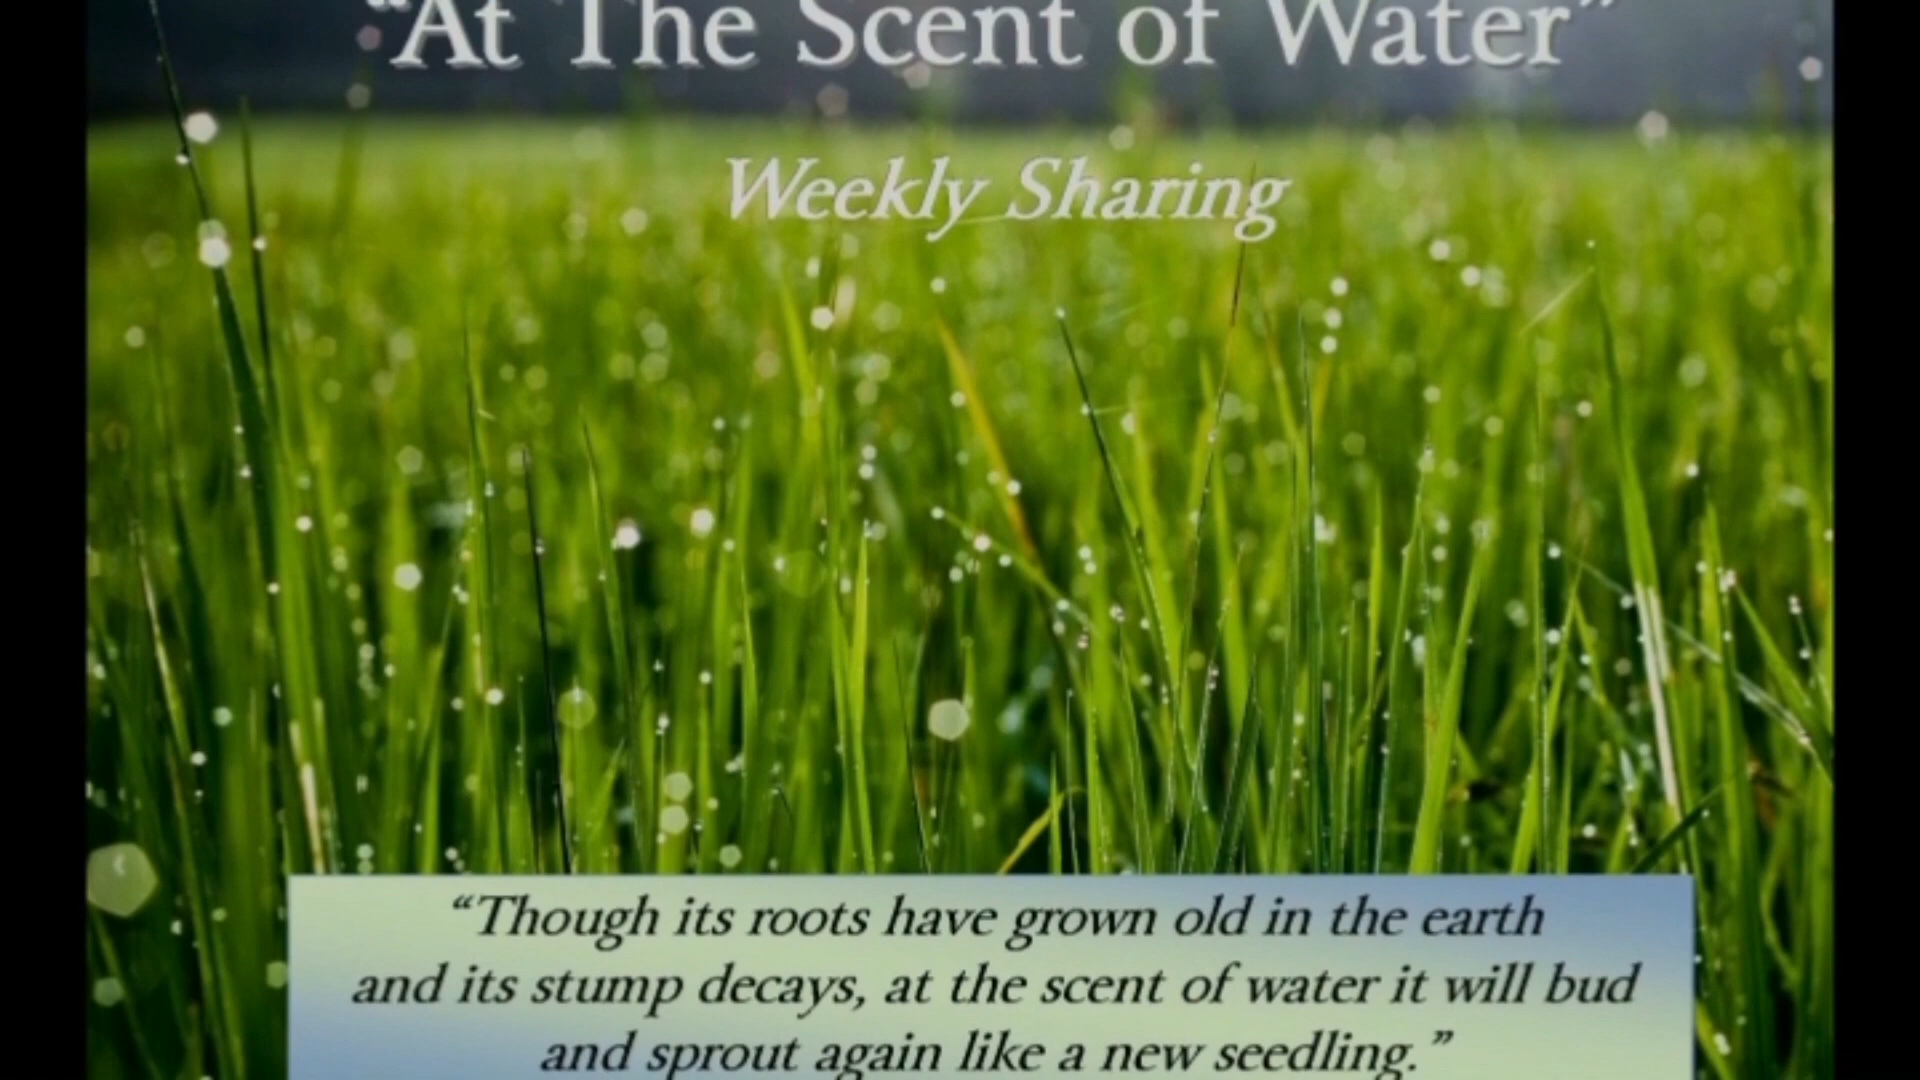 “At The Scent of Water”
Weekly Sharing
“Though its roots have grown old in the earth
and its stump decays, at the scent of water it will bud
and sprout again like a new seedling.”